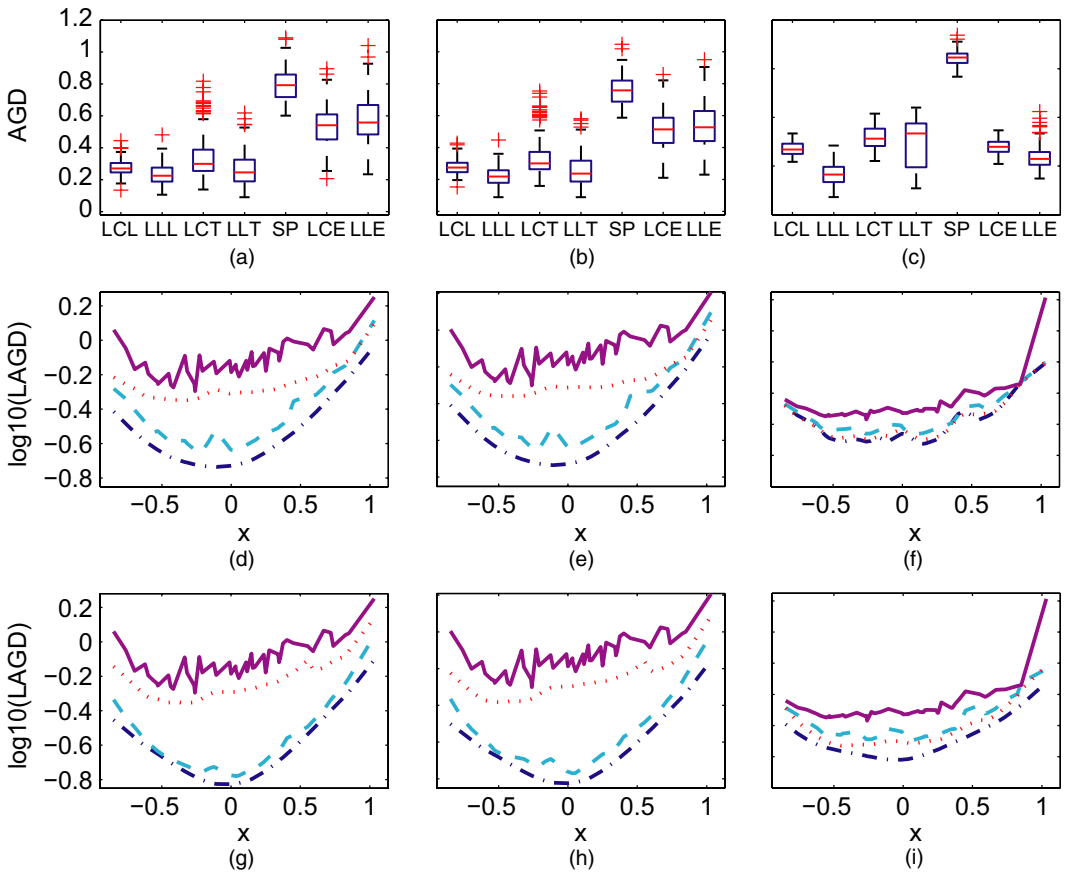 AGD
1.2
1
0.8
0.6
0.4
0.2
0
LCL LLL LCT LLT SP LCE LLE
(a)
LCL LLL LCT LLT SP LCE LLE
(b)
LCL LLL LCT LLT SP LCE LLE
(c)
log10(LAGD)
0.2
0
−0.2
−0.4
−0.6
−0.8
−0.5 0 0.5 1
x
(d)
−0.5 0 0.5 1
x
(e)
−0.5 0 0.5 1
x
(f)
log10(LAGD)
0.2
0
−0.2
−0.4
−0.6
−0.8
−0.5 0 0.5 1
x
(g)
−0.5 0 0.5 1
x
(h)
−0.5 0 0.5 1
x
(i)